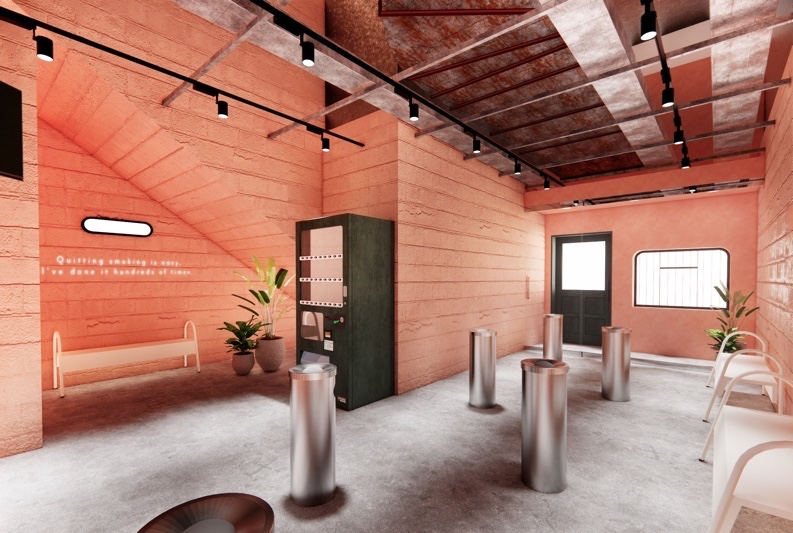 Quitting smoking is easy,
I've done it hundreds of times.